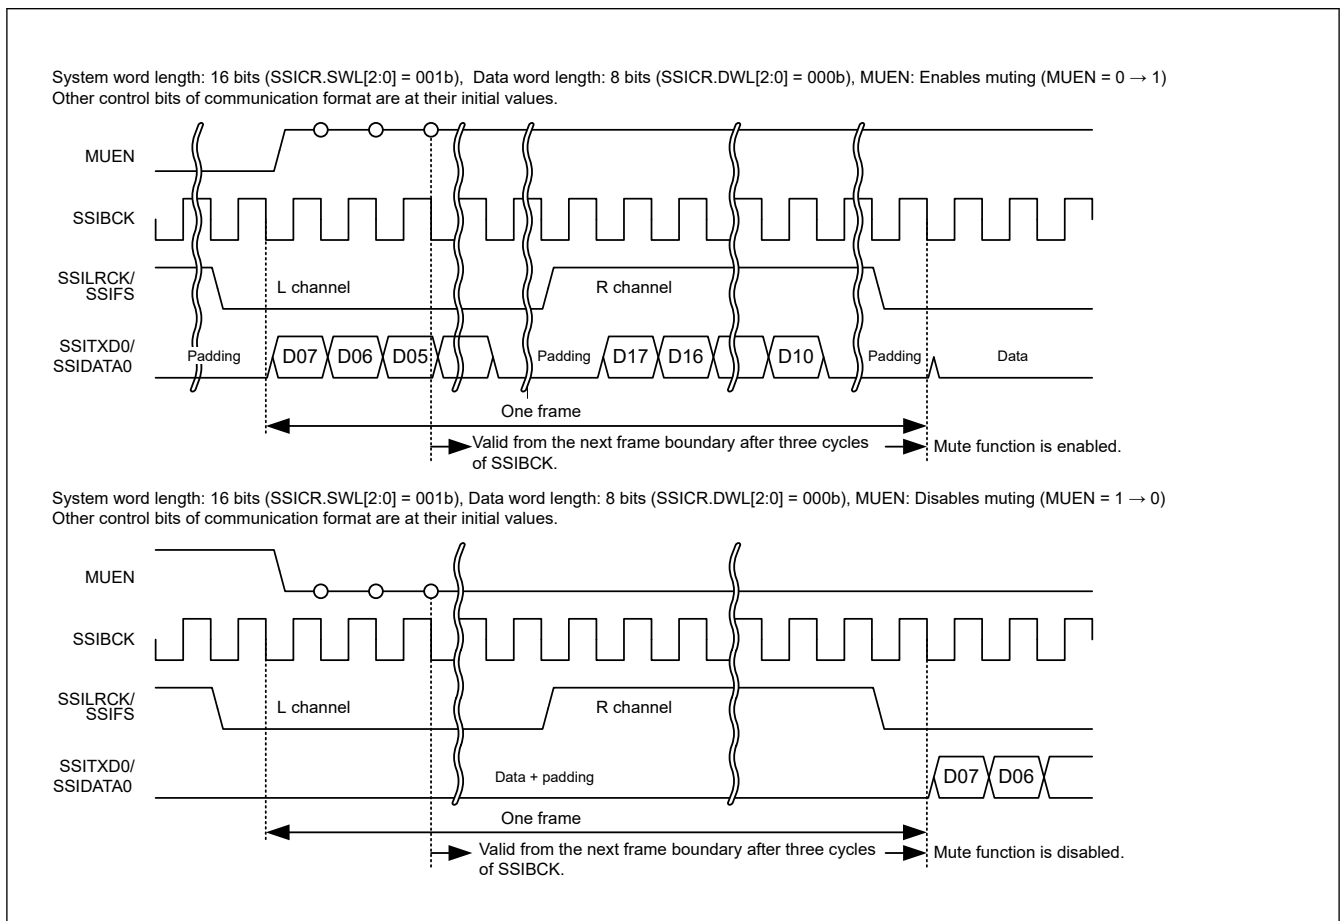 System word length: 16 bits (SSICR.SWL[2:0] = 001b),  Data word length: 8 bits (SSICR.DWL[2:0] = 000b), MUEN: Enables muting (MUEN = 0 → 1)
Other control bits of communication format are at their initial values.
MUEN
SSIBCK
SSILRCK/
SSIFS
L channel
R channel
SSITXD0/
SSIDATA0
Padding
D07
D06
D05
Padding
D17
D16
D10
Padding
Data
One frame
Valid from the next frame boundary after three cycles
of SSIBCK.
Mute function is enabled.
System word length: 16 bits (SSICR.SWL[2:0] = 001b), Data word length: 8 bits (SSICR.DWL[2:0] = 000b), MUEN: Disables muting (MUEN = 1 → 0)
Other control bits of communication format are at their initial values.
MUEN
SSIBCK
SSILRCK/
SSIFS
L channel
R channel
SSITXD0/
SSIDATA0
Data + padding
D07
D06
One frame
Valid from the next frame boundary after three cycles
of SSIBCK.
Mute function is disabled.